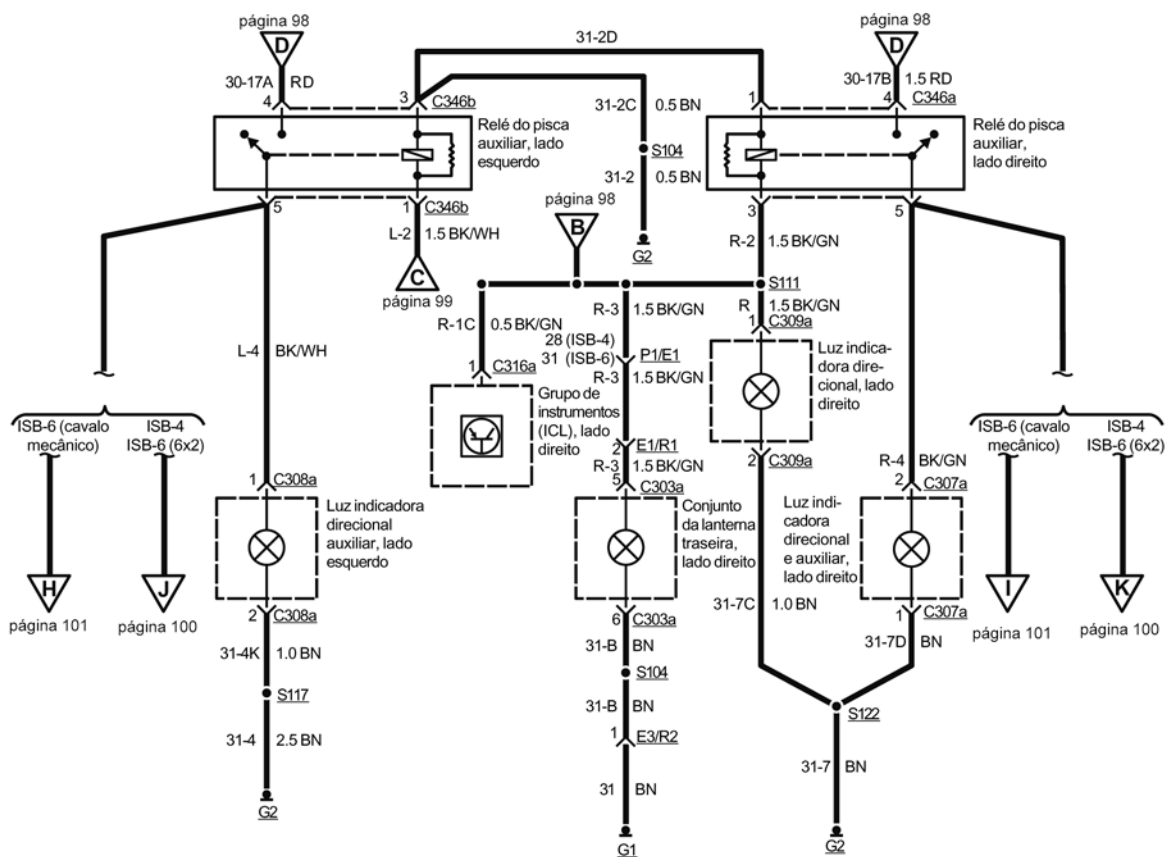 página 98
D
31-2D
página 98
D
30-17A RD
4
3
C346b
31-2C 0.5 BN
1
30-17B 1.5 RD
4
C346a
Relé do pisca
auxiliar, lado
esquerdo
S104
31-2 0.5 BN
Relé do pisca
auxiliar,
lado direito
5
1
C346b
página 98
B
3
5
L-2 1.5 BK/WH
C
página 99
G2
R-2 1.5 BK/GN
S111
R-1C 0.5 BK/GN
R-3 1.5 BK/GN
R 1.5 BK/GN
28 (ISB-4)
31 (ISB-6)
P1/E1
1
C309a
L-4 BK/WH
1
C316a
R-3 1.5 BK/GN
Grupo de
instrumentos
(ICL), lado
direito
Luz indica-
dora dire-
cional, lado
direito
ISB-6 (cavalo
mecânico)
ISB-4
ISB-6 (6x2)
2
E1/R1
R-3 1.5 BK/GN
2
C309a
ISB-6 (cavalo
mecânico)
ISB-4
ISB-6 (6x2)
1
C308a
5
C303a
R-4 BK/GN
2
C307a
Luz indicadora
direcional
auxiliar, lado
esquerdo
Conjunto
da lanterna
traseira,
lado direito
Luz indi-
cadora
direcional
e auxiliar,
lado direito
H
página 101
J
página 100
I
página 101
K
página 100
2
C308a
6
C303a
31-7C 1.0 BN
1
C307a
31-4K 1.0 BN
31-B BN
31-7D BN
S117
S104
31-4 2.5 BN
31-B BN
S122
1
E3/R2
31-7 BN
G2
31 BN
G1
G2